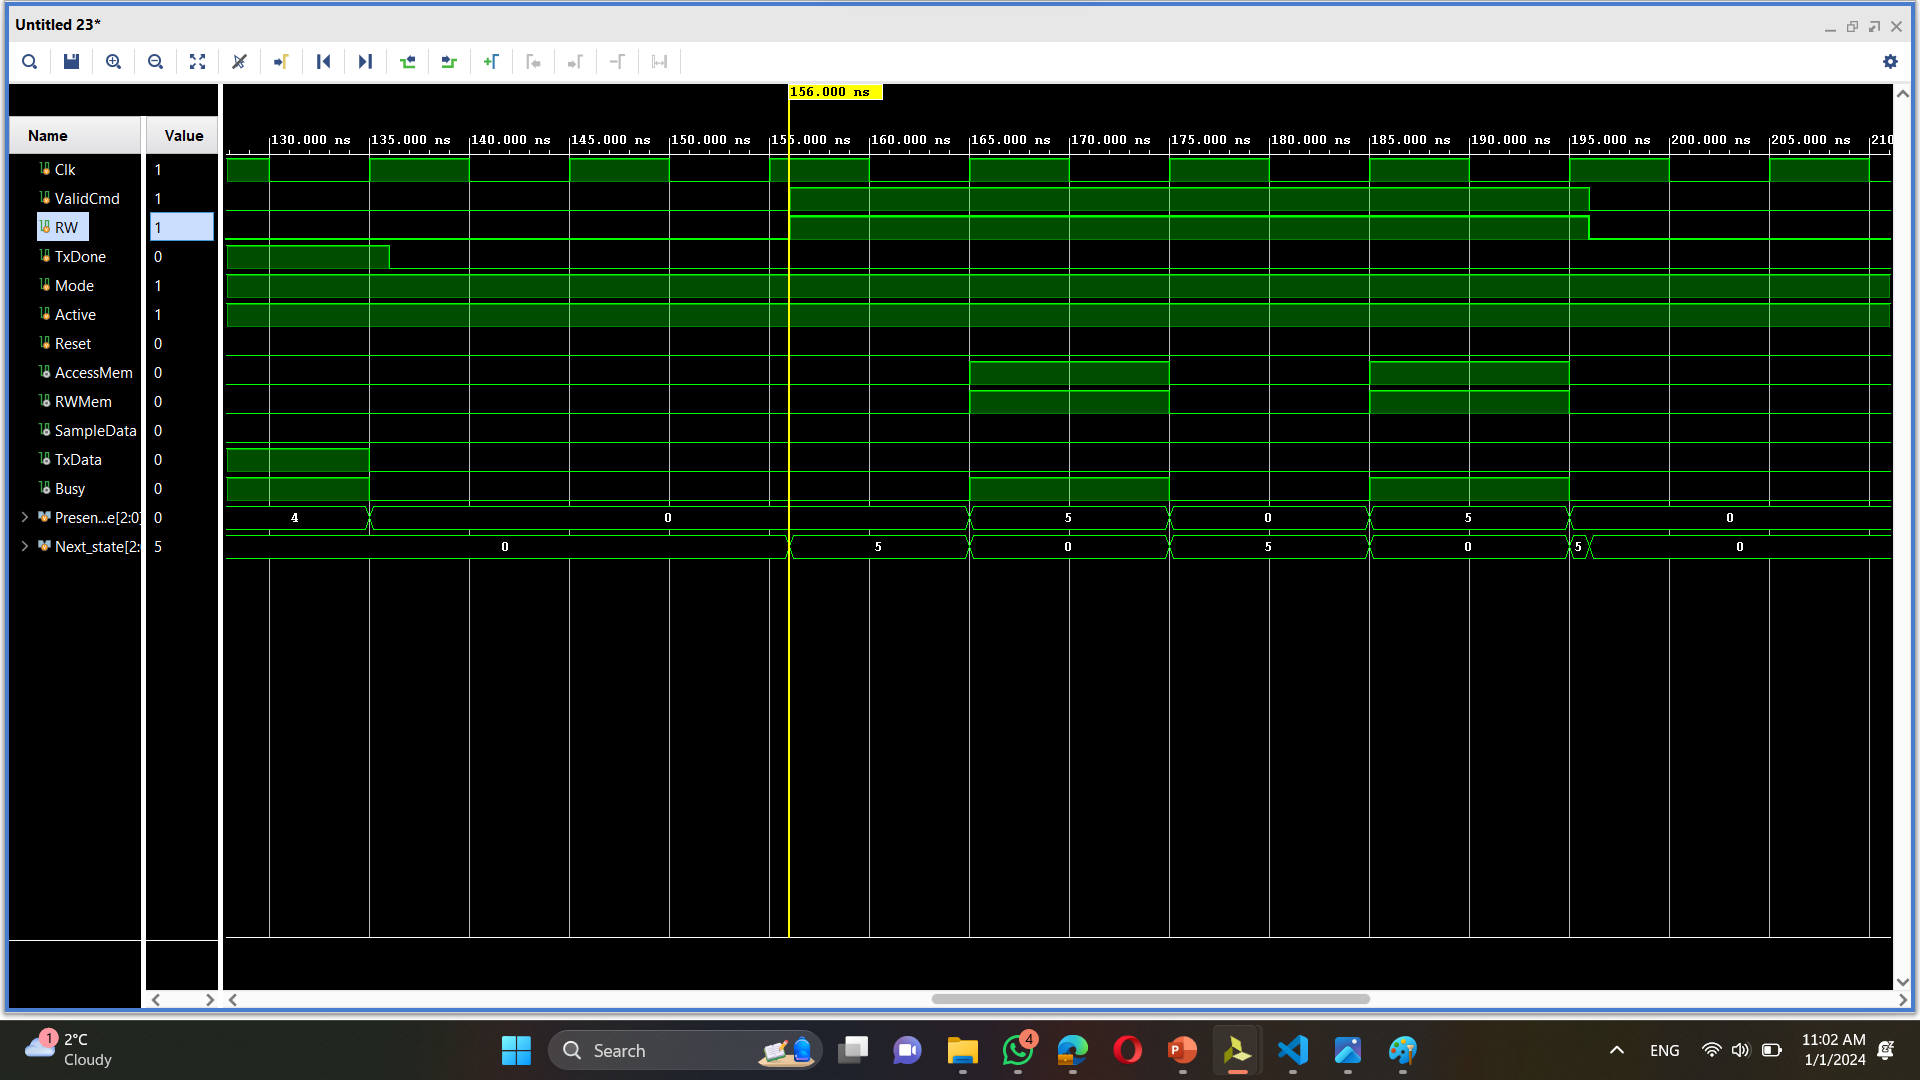 Untitled 23*
156.000 ns
Name Value
130.000 ns 135.000 ns 140.000 ns 145.000 ns 150.000 ns 155.000 ns 160.000 ns 165.000 ns 170.000 ns 175.000 ns 180.000 ns 185.000 ns 190.000 ns 195.000 ns 200.000 ns 205.000 ns 210
Clk 1
ValidCmd 1
RW 1
TxDone 0
Mode 1
Active 1
Reset 0
AccessMem 0
RWMem 0
SampleData 0
TxData 0
Busy 0
Presen...e[2:0] 0 4 0 5 0 5 0
Next_state[2: 5 0 5 0 5 0 5 0
1 2°C
Cloudy
Search
4
ENG
11:02 AM
1/1/2024